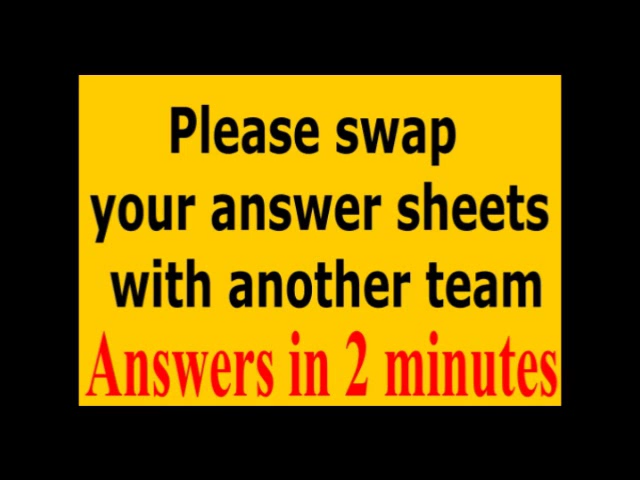 Please swap
your answer sheets
with another team
Answers in 2 minutes